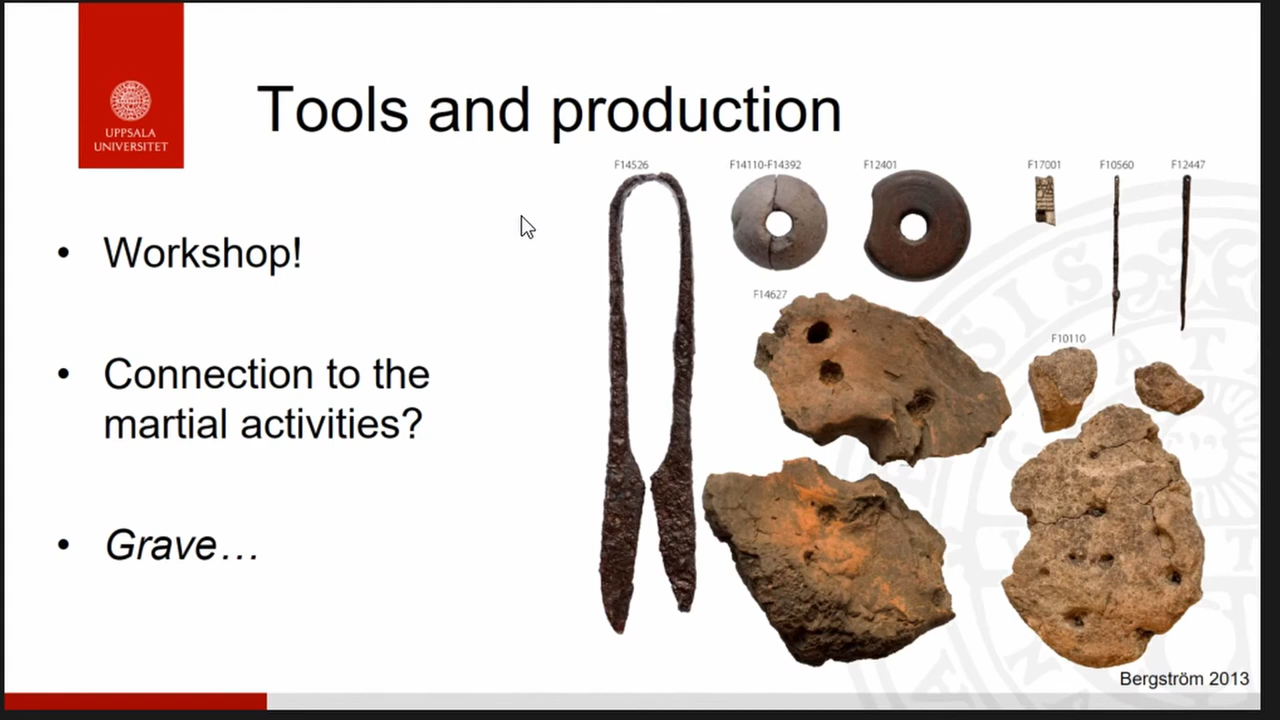 UPPSALA
UNIVERSITET
Tools and production
• Workshop!
• Connection to the
martial activities?
• Grave…
F14526
F14110-F14392
F12401
F17001
F10560
F12447
F14627
F10110
Bergström 2013